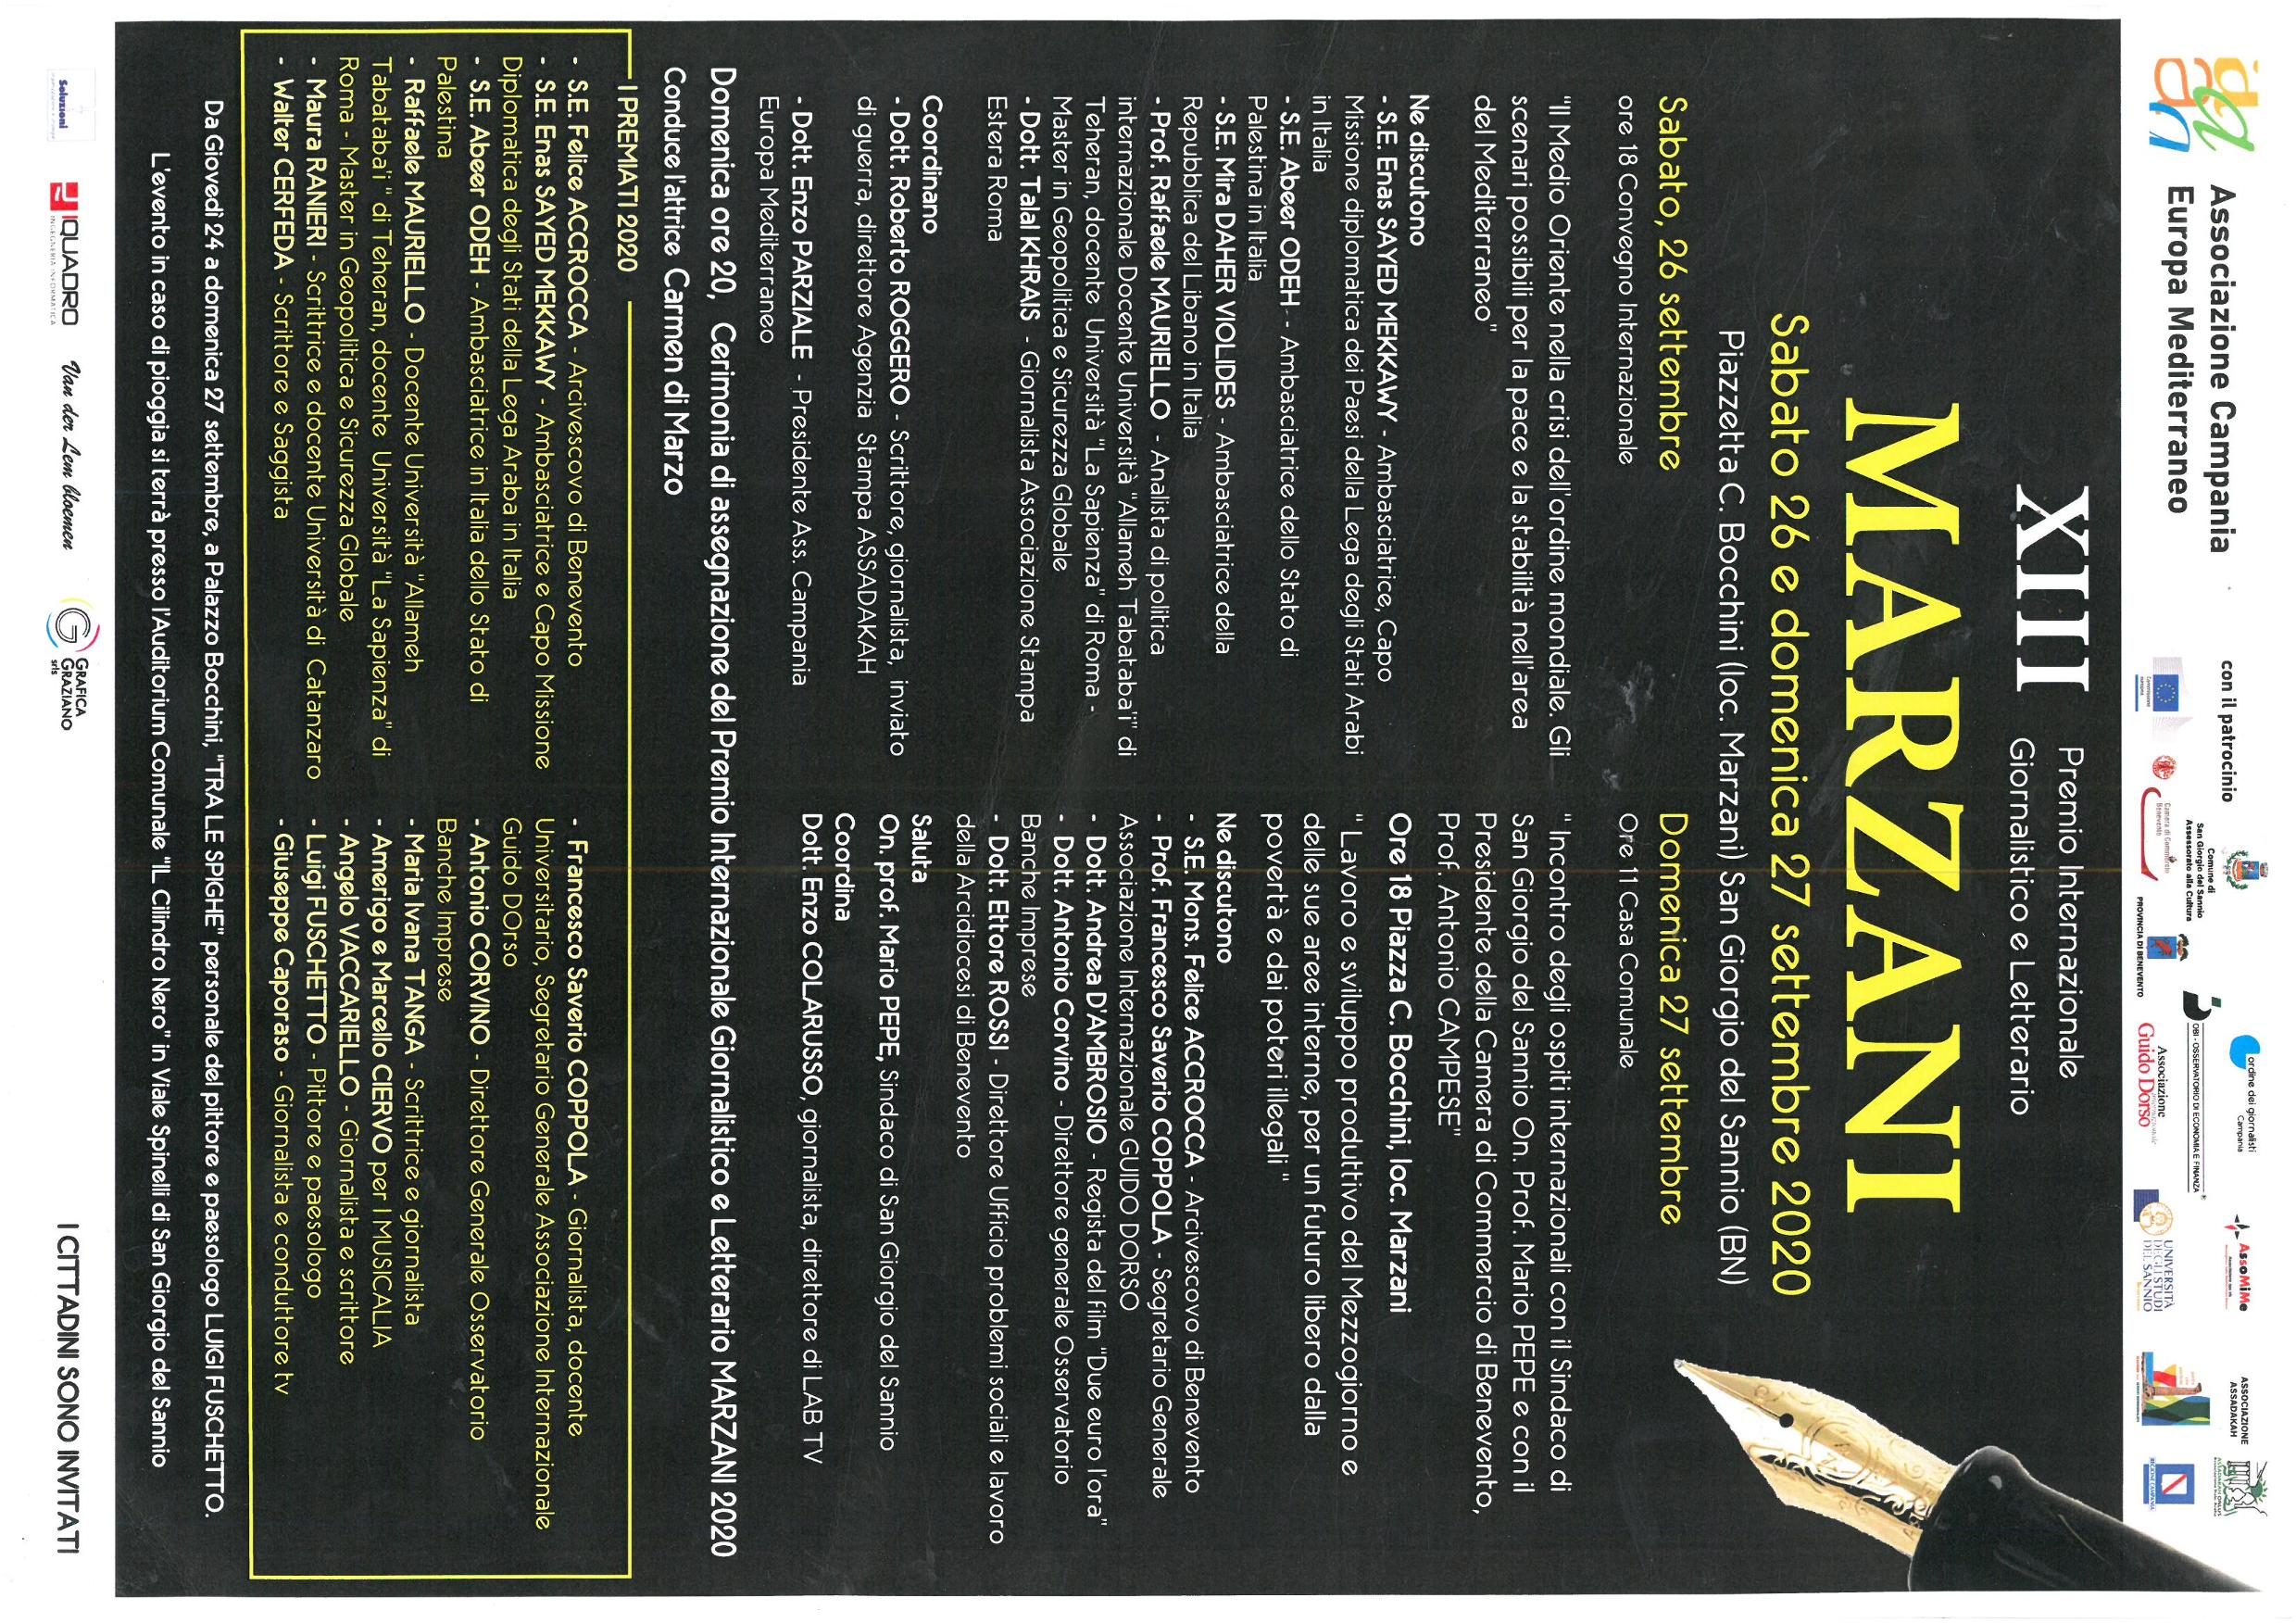 Associazione Campania
Europa Mediterraneo
con il patrocinio
Comune di
San Giorgio del Sannio
Assessorato alla Cultura
Camera di Commercio
Benevento
PROVINCIA DI BENEVENTO
ordine dei giornalisti
Campania
OBI - OSSERVATORIO DI ECONOMIA E FINANZA
Associazione
internazionale
Guido Dorso
AssoMiMe
UNIVERSITÀ
DEGLI STUDI
DEL SANNIO
Benevento
ASSOCIAZIONE
ASSADAKAH
ASSADAKAH ONLUS
REGIONE CAMPANIA
XIII
Premio Internazionale
Giornalistico e Letterario
MARZANI
Sabato 26 e domenica 27 settembre 2020
Piazzetta C. Bocchini (loc. Marzani) San Giorgio del Sannio (BN)
Sabato, 26 settembre
ore 18 Convegno Internazionale
"Il Medio Oriente nella crisi dell'ordine mondiale. Gli
scenari possibili per la pace e la stabilità nell'area
del Mediterraneo"
Ne discutono
- S.E. Enas SAYED MEKKAWY - Ambasciatrice, Capo
Missione diplomatica dei Paesi della Lega degli Stati Arabi
in Italia
- S.E. Abeer ODEH - - Ambasciatrice dello Stato di
Palestina in Italia
- S.E. Mira DAHER VIOLIDES - Ambasciatrice della
Repubblica del Libano in Italia
- Prof. Raffaele MAURIELLO - Analista di politica
internazionale Docente Università "Allameh Tabataba'i" di
Teheran, docente Università "La Sapienza" di Roma -
Master in Geopolitica e Sicurezza Globale
- Dott. Talal KHRAIS - Giornalista Associazione Stampa
Estera Roma
Coordinano
- Dott. Roberto ROGGERO - Scrittore, giornalista, inviato
di guerra, direttore Agenzia Stampa ASSADAKAH
- Dott. Enzo PARZIALE - Presidente Ass. Campania
Europa Mediterraneo
Domenica 27 settembre
Ore 11 Casa Comunale
" Incontro degli ospiti internazionali con il Sindaco di
San Giorgio del Sannio On. Prof. Mario PEPE e con il
Presidente della Camera di Commercio di Benevento,
Prof. Antonio CAMPESE"
Ore 18 Piazza C. Bocchini, loc. Marzani
" Lavoro e sviluppo produttivo del Mezzogiorno e
delle sue aree interne, per un futuro libero dalla
povertà e dai poteri illegali "
Ne discutono
- S.E. Mons. Felice ACCROCCA - Arcivescovo di Benevento
- Prof. Francesco Saverio COPPOLA - Segretario Generale
Associazione Internazionale GUIDO DORSO
- Dott. Andrea D'AMBROSIO - Regista del film "Due euro l'ora"
- Dott. Antonio Corvino - Direttore generale Osservatorio
Banche Imprese
- Dott. Ettore ROSSI - Direttore Ufficio problemi sociali e lavoro
della Arcidiocesi di Benevento
Saluta
On. prof. Mario PEPE, Sindaco di San Giorgio del Sannio
Coordina
Dott. Enzo COLARUSSO, giornalista, direttore di LAB TV
Domenica ore 20, Cerimonia di assegnazione del Premio Internazionale Giornalistico e Letterario MARZANI 2020
Conduce l'attrice Carmen di Marzo
I PREMIATI 2020
- S.E. Felice ACCROCCA - Arcivescovo di Benevento
- S.E. Enas SAYED MEKKAWY - Ambasciatrice e Capo Missione
Diplomatica degli Stati della Lega Araba in Italia
- S.E. Abeer ODEH - Ambasciatrice in Italia dello Stato di
Palestina
- Raffaele MAURIELLO - Docente Università "Allameh
Tabataba'i " di Teheran, docente Università "La Sapienza" di
Roma - Master in Geopolitica e Sicurezza Globale
- Maura RANIERI - Scrittrice e docente Università di Catanzaro
- Walter CERFEDA - Scrittore e Saggista
- Francesco Saverio COPPOLA - Giornalista, docente
Universitario, Segretario Generale Associazione Internazionale
Guido DOrso
- Antonio CORVINO - Direttore Generale Osservatorio
Banche Imprese
- Maria Ivana TANGA - Scrittrice e giornalista
- Amerigo e Marcello CIERVO per I MUSICALIA
- Angelo VACCARIELLO - Giornalista e scrittore
- Luigi FUSCHETTO - Pittore e paesologo
- Giuseppe Caporaso - Giornalista e conduttore tv
Da Giovedì 24 a domenica 27 settembre, a Palazzo Bocchini, "TRA LE SPIGHE" personale del pittore e paesologo LUIGI FUSCHETTO.
L'evento in caso di pioggia si terrà presso l'Auditorium Comunale "IL Cilindro Nero" in Viale Spinelli di San Giorgio del Sannio
Soluzioni
IQUADRO
INGEGNERIA INFORMATICA
Van der Lem bloemen
GRAFICA
GRAZIANO
srls
I CITTADINI SONO INVITATI